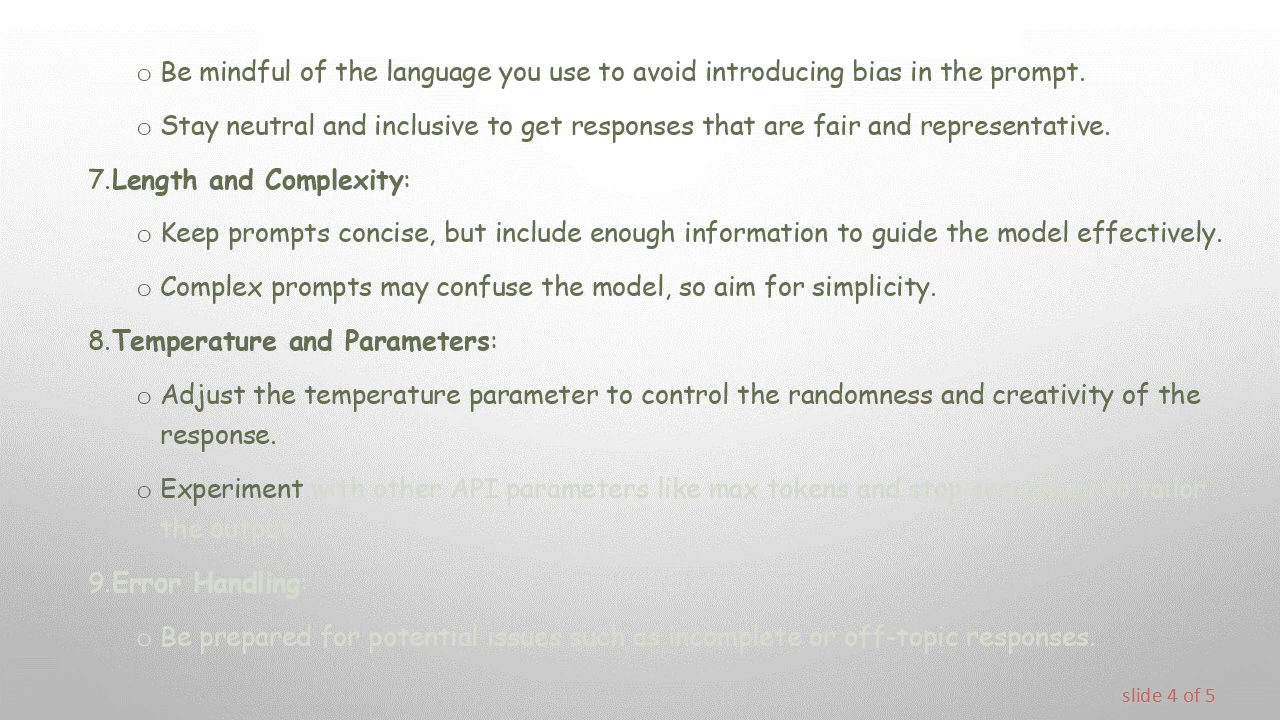 o Be mindful of the language you use to avoid introducing bias in the prompt.
o Stay neutral and inclusive to get responses that are fair and representative.
7.Length and Complexity:
o Keep prompts concise, but include enough information to guide the model effectively.
o Complex prompts may confuse the model, so aim for simplicity.
8.Temperature and Parameters:
o Adjust the temperature parameter to control the randomness and creativity of the
response.
o Experiment with other API parameters like max tokens and stop to tailor
the output
9.Error Handling:
o Be prepared for potential issues such as incomplete or off-topic responses.
slide 4 of 5